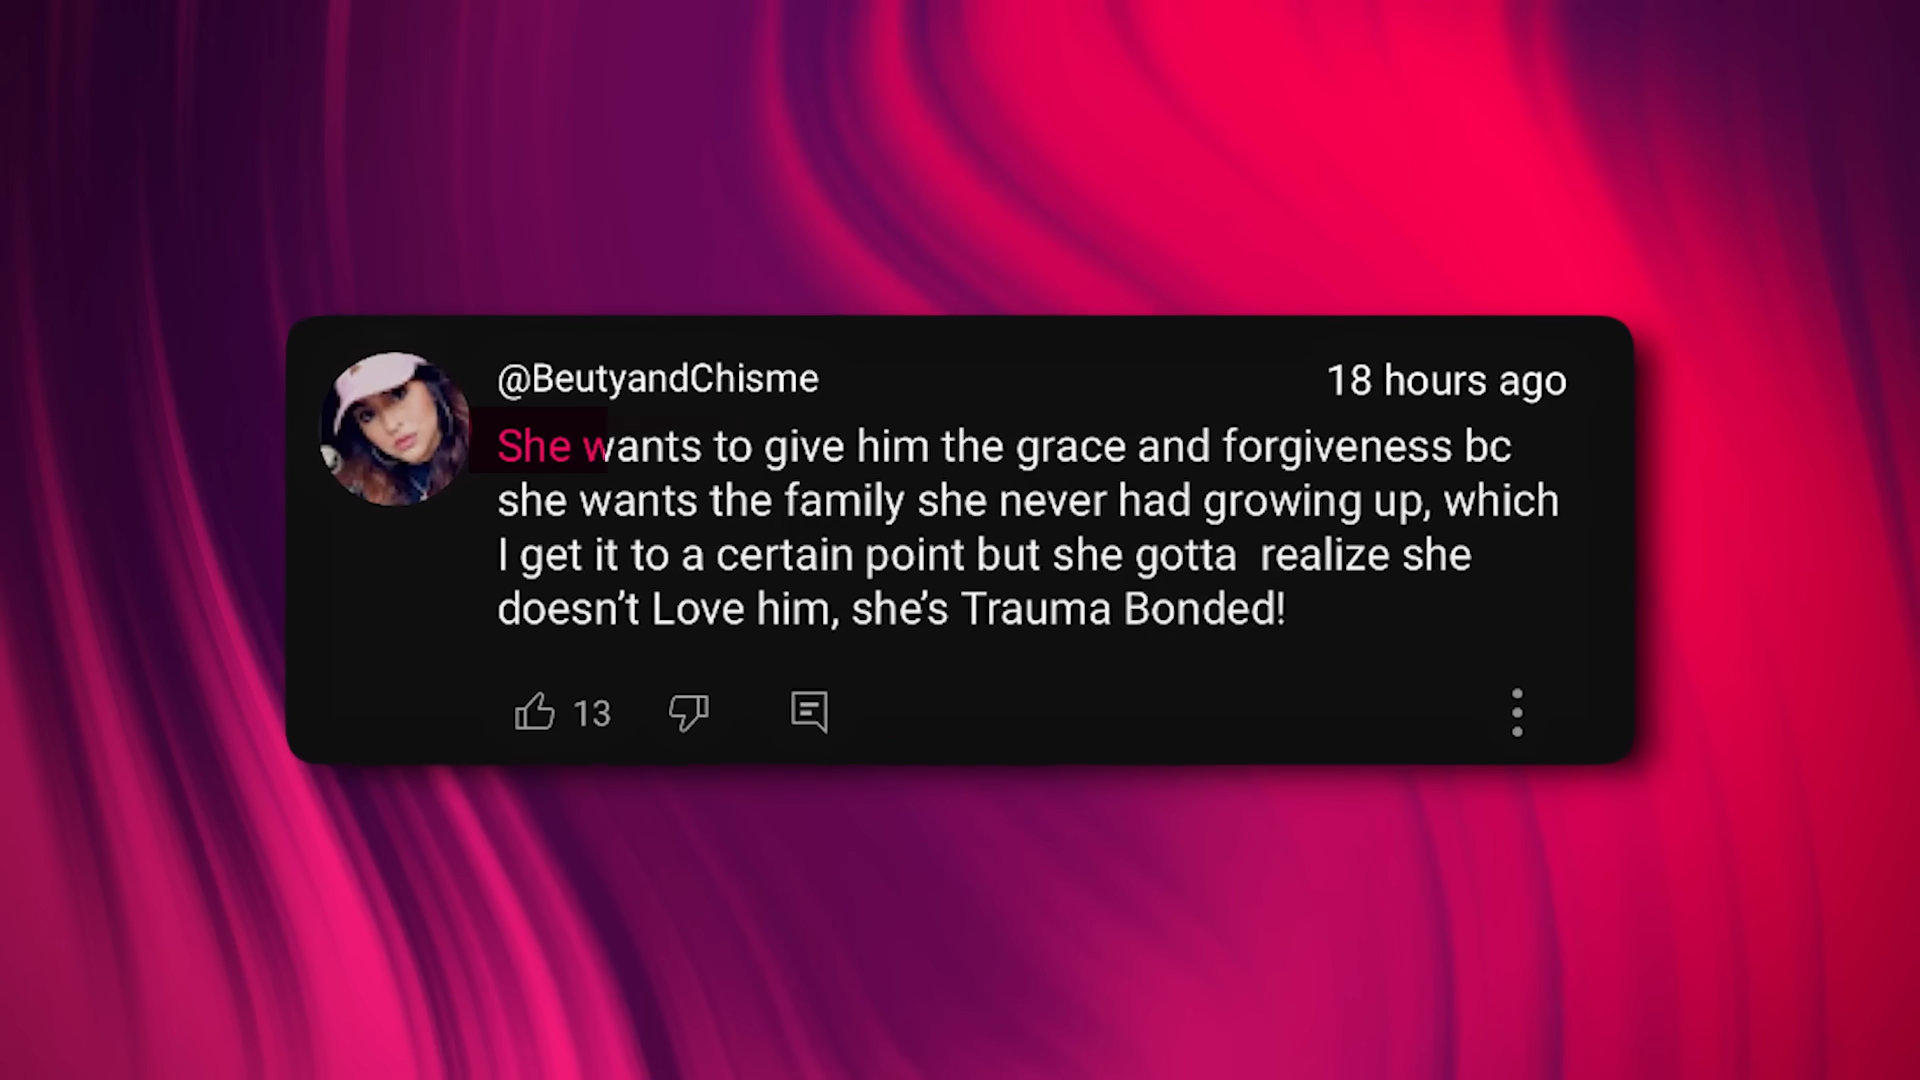 @BeutyandChisme
18 hours ago
She wants to give him the grace and forgiveness bc
she wants the family she never had growing up, which
I get it to a certain point but she gotta  realize she
doesn’t Love him, she’s Trauma Bonded!
13